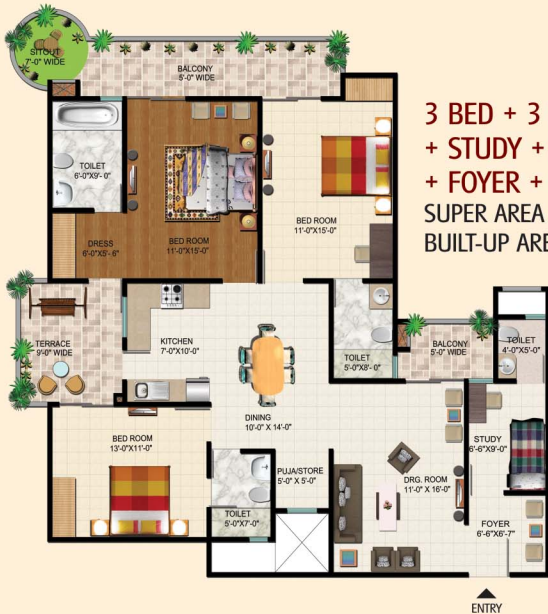 SITOUT
7'-0" WIDE
BALCONY
5'-0" WIDE
3 BED + 3
+ STUDY +
+ FOYER +
SUPER AREA
BUILT-UP ARE
TOILET
6'-0"X9'- 0"
BED ROOM
11'-0"X15'-0"
DRESS
6'-0"X5'- 6"
BED ROOM
11'-0"X15'-0"
TERRACE
9'-0" WIDE
KITCHEN
7'-0"X10'-0"
TOILET
5'-0"X8'- 0"
BALCONY
5'-0" WIDE
TOILET
4'-0"X5'-0"
DINING
10'-0" X 14'-0"
BED ROOM
13'-0"X11'-0"
STUDY
6'-6"X9'-0"
PUJA/STORE
5'-0" X 5'-0"
DRG. ROOM
11'-0" X 16'-0"
TOILET
5'-0"X7'-0"
FOYER
6'-6"X6'-7"
ENTRY